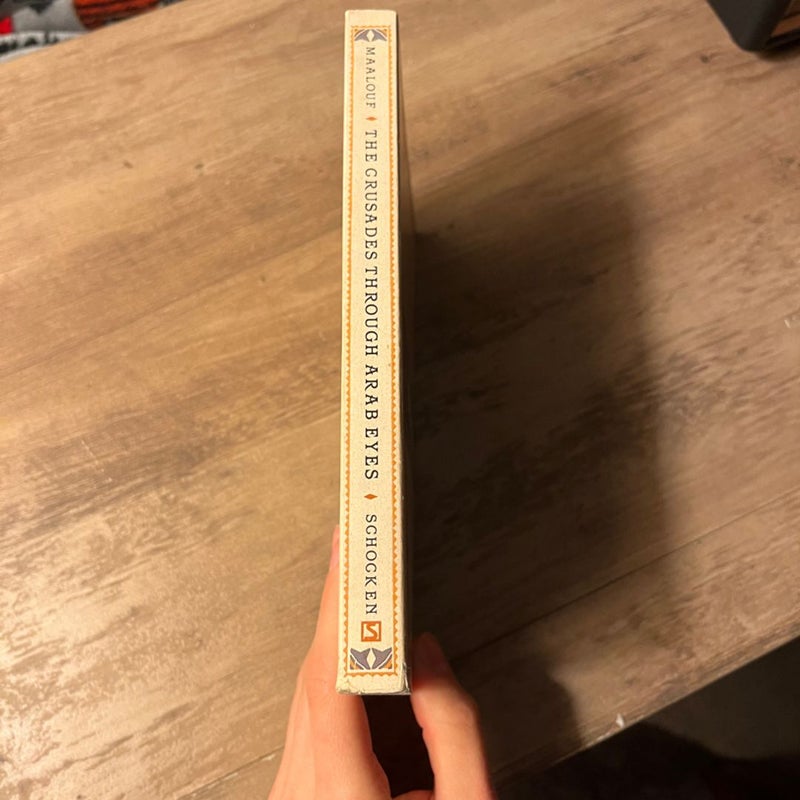 MAALOUF ♦ THE CRUSADES THROUGH ARAB EYES ♦ SCHOCKEN